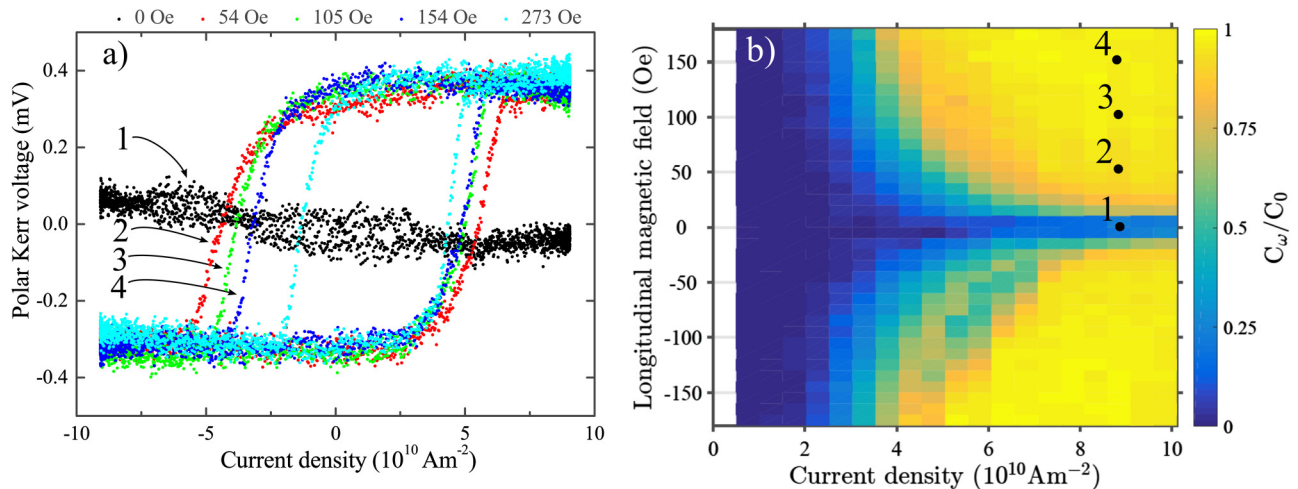 0 Oe 54 Oe 105 Oe 154 Oe 273 Oe
a)
0.4
0.2
0.0
-0.2
-0.4
Polar Kerr voltage (mV)
1
2
3
4
-10 -5 0 5 10
Current density (10¹⁰ Am⁻²)
b)
150
100
50
0
-50
-100
-150
Longitudinal magnetic field (Oe)
4
3
2
1
0 2 4 6 8 10
Current density (10¹⁰ Am⁻²)
1
0.75
0.5
0.25
0
C_ω/C₀